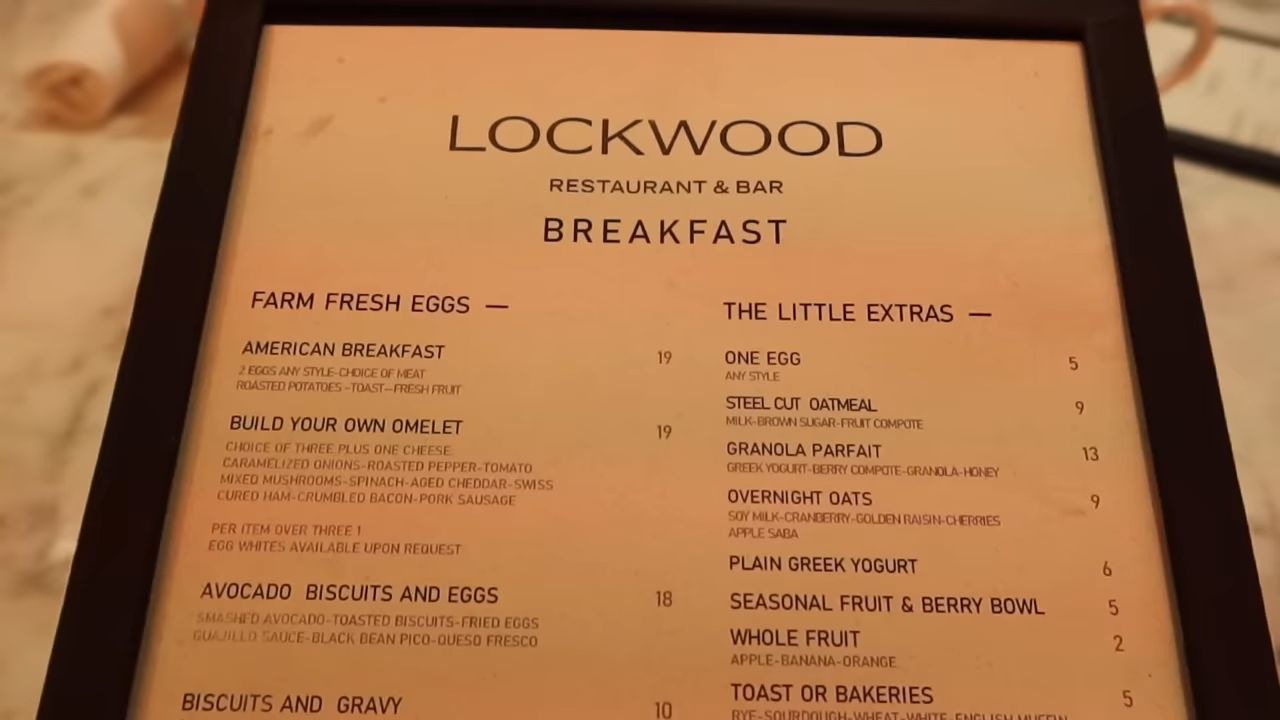 LOCKWOOD
RESTAURANT & BAR
BREAKFAST
FARM FRESH EGGS —
AMERICAN BREAKFAST 19
2 EGGS ANY STYLE-CHOICE OF MEAT
ROASTED POTATOES -TOAST—FRESH FRUIT
BUILD YOUR OWN OMELET 19
CHOICE OF THREE PLUS ONE CHEESE
CARAMELIZED ONIONS-ROASTED PEPPER-TOMATO
MIXED MUSHROOMS-SPINACH-AGED CHEDDAR-SWISS
CURED HAM-CRUMBLED BACON-PORK SAUSAGE
PER ITEM OVER THREE 1
EGG WHITES AVAILABLE UPON REQUEST
AVOCADO BISCUITS AND EGGS 18
SMASHED AVOCADO-TOASTED BISCUITS-FRIED EGGS
GUAJILLO SAUCE-BLACK BEAN PICO-QUESO FRESCO
BISCUITS AND GRAVY 10
THE LITTLE EXTRAS —
ONE EGG 5
ANY STYLE
STEEL CUT OATMEAL 9
MILK-BROWN SUGAR-FRUIT COMPOTE
GRANOLA PARFAIT 13
GREEK YOGURT-BERRY COMPOTE-GRANOLA-HONEY
OVERNIGHT OATS 9
SOY MILK-CRANBERRY-GOLDEN RAISIN-CHERRIES
APPLE SABA
PLAIN GREEK YOGURT 6
SEASONAL FRUIT & BERRY BOWL 5
WHOLE FRUIT 2
APPLE-BANANA-ORANGE
TOAST OR BAKERIES 5
RYE-SOURDOUGH-WHEAT-WHITE-ENGLISH MUFFIN